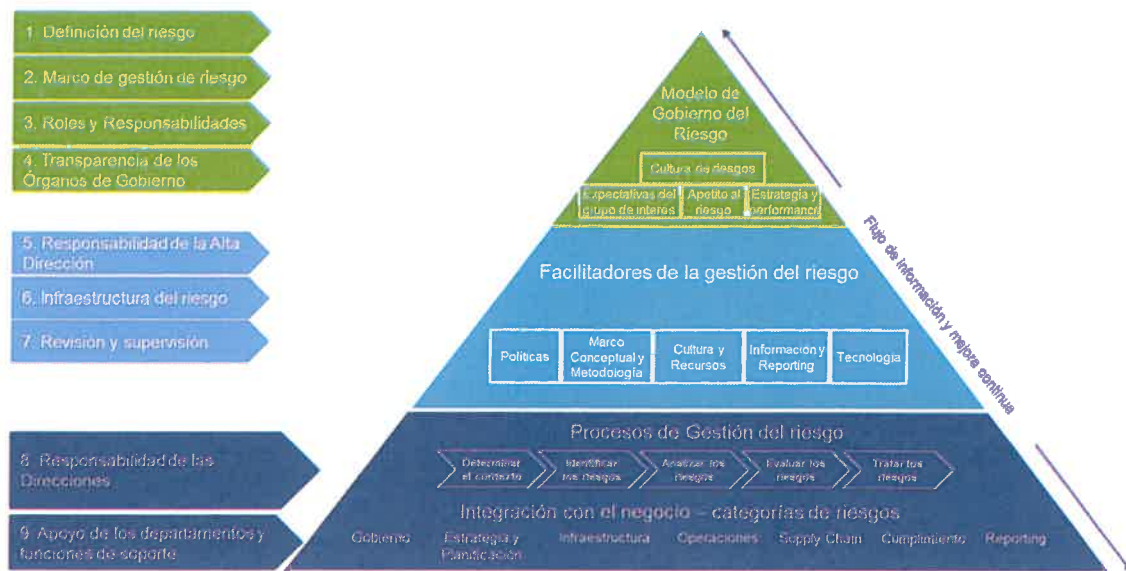 1. Definición del riesgo
2. Marco de gestión de riesgo
3. Roles y Responsabilidades
4. Transparencia de los
Órganos de Gobierno
5. Responsabilidad de la Alta
Dirección
6. Infraestructura del riesgo
7. Revisión y supervisión
8. Responsabilidad de las
Direcciones
9. Apoyo de los departamentos y
funciones de soporte
Modelo de
Gobierno del
Riesgo
Cultura de riesgos
Expectativas del
grupo de interés
Apetito al
riesgo
Estrategia y
performance
Facilitadores de la gestión del riesgo
Políticas
Marco
Conceptual y
Metodología
Cultura y
Recursos
Información y
Reporting
Tecnología
Procesos de Gestión del riesgo
Determinar
el contexto
Identificar
los riesgos
Analizar los
riesgos
Evaluar los
riesgos
Tratar los
riesgos
Integración con el negocio – categorías de riesgos
Gobierno
Estrategia y
Planificación
Infraestructura
Operaciones
Supply Chain
Cumplimiento
Reporting
Flujo de información y mejora continua